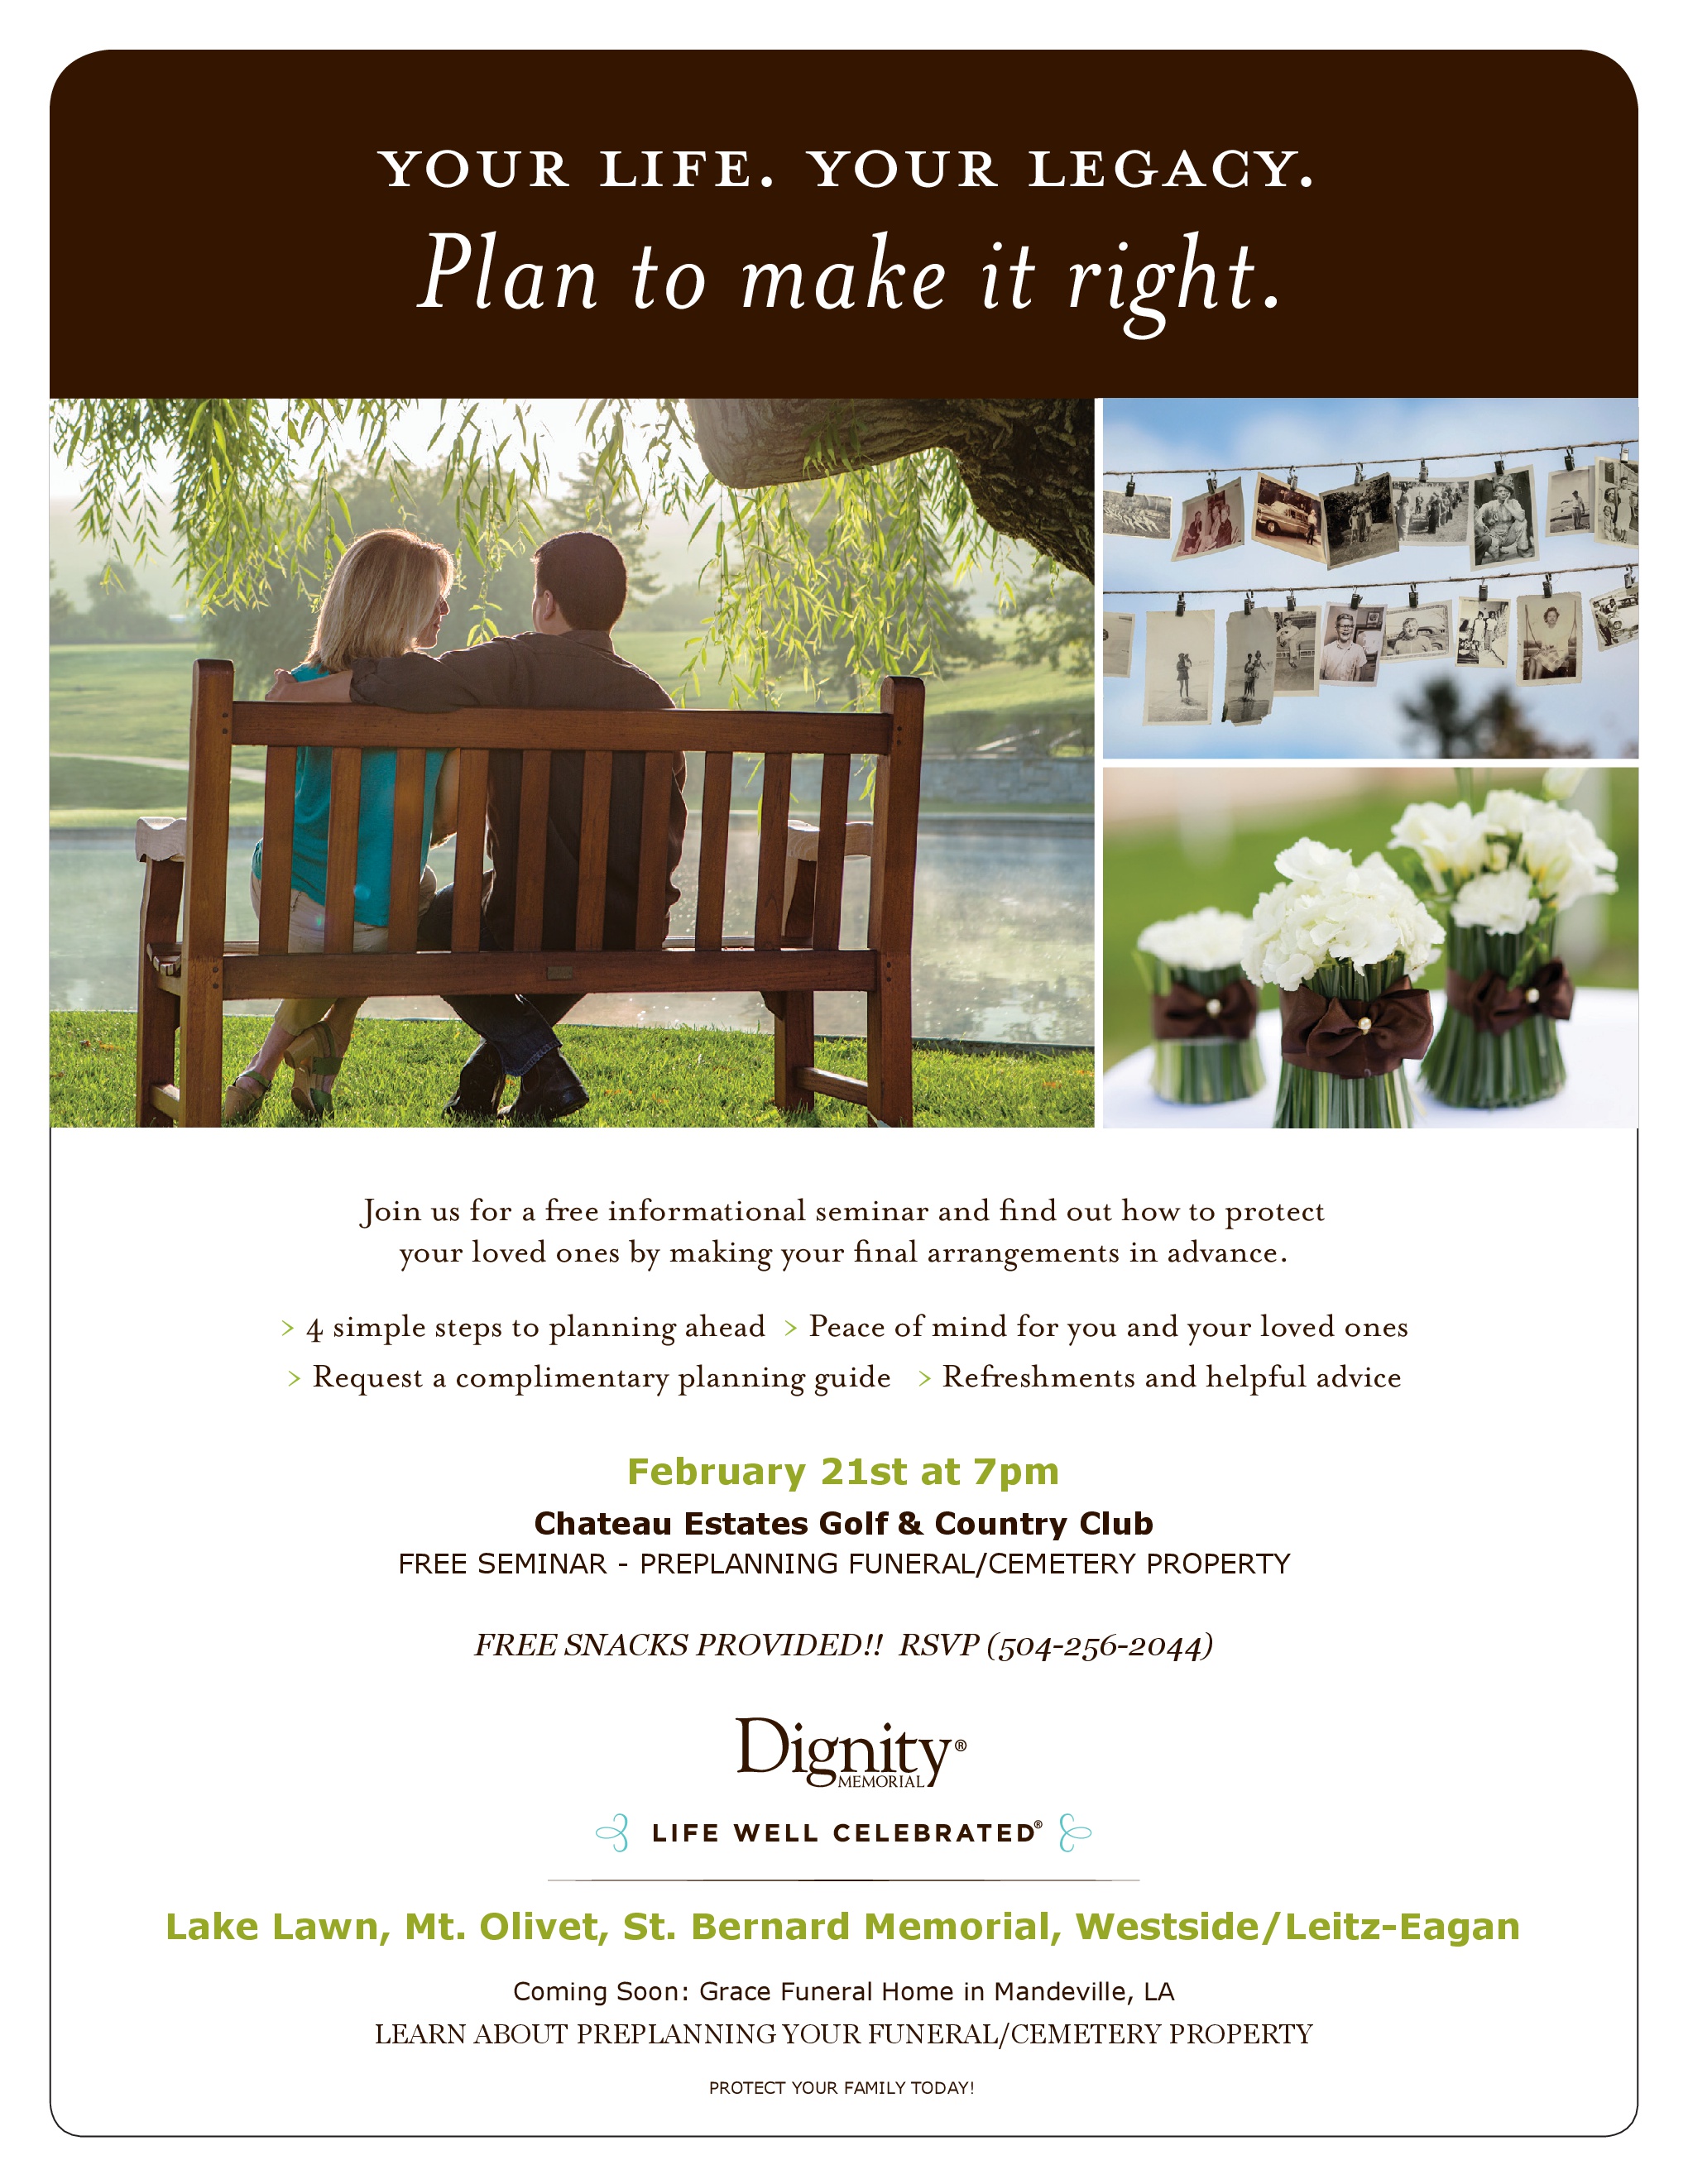 YOUR LIFE. YOUR LEGACY.
Plan to make it right.
Join us for a free informational seminar and find out how to protect
your loved ones by making your final arrangements in advance.
> 4 simple steps to planning ahead > Peace of mind for you and your loved ones
> Request a complimentary planning guide > Refreshments and helpful advice
February 21st at 7pm
Chateau Estates Golf & Country Club
FREE SEMINAR - PREPLANNING FUNERAL/CEMETERY PROPERTY
FREE SNACKS PROVIDED!! RSVP (504-256-2044)
Dignity®
MEMORIAL
LIFE WELL CELEBRATED®
Lake Lawn, Mt. Olivet, St. Bernard Memorial, Westside/Leitz-Eagan
Coming Soon: Grace Funeral Home in Mandeville, LA
LEARN ABOUT PREPLANNING YOUR FUNERAL/CEMETERY PROPERTY
PROTECT YOUR FAMILY TODAY!